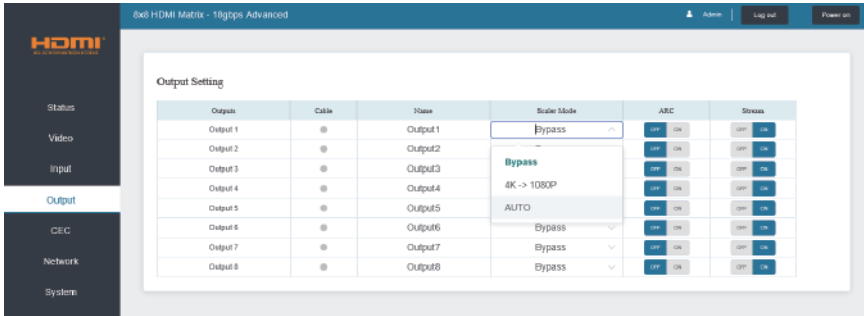 8x8 HDMI Matrix - 18gbps Advanced Admin Log out Power on
HDMI
Output Setting
Status
Video
Input
Output
CEC
Network
System
Outputs Cable Name Scaler Mode ARC Stream
Output 1 Output1 Bypass OFF ON OFF ON
Output 2 Output2 OFF ON OFF ON
Output 3 Output3 OFF ON OFF ON
Output 4 Output4 OFF ON OFF ON
Output 5 Output5 OFF ON OFF ON
Output 6 Output6 Bypass OFF ON OFF ON
Output 7 Output7 Bypass OFF ON OFF ON
Output 8 Output8 Bypass OFF ON OFF ON
Bypass
4K -> 1080P
AUTO